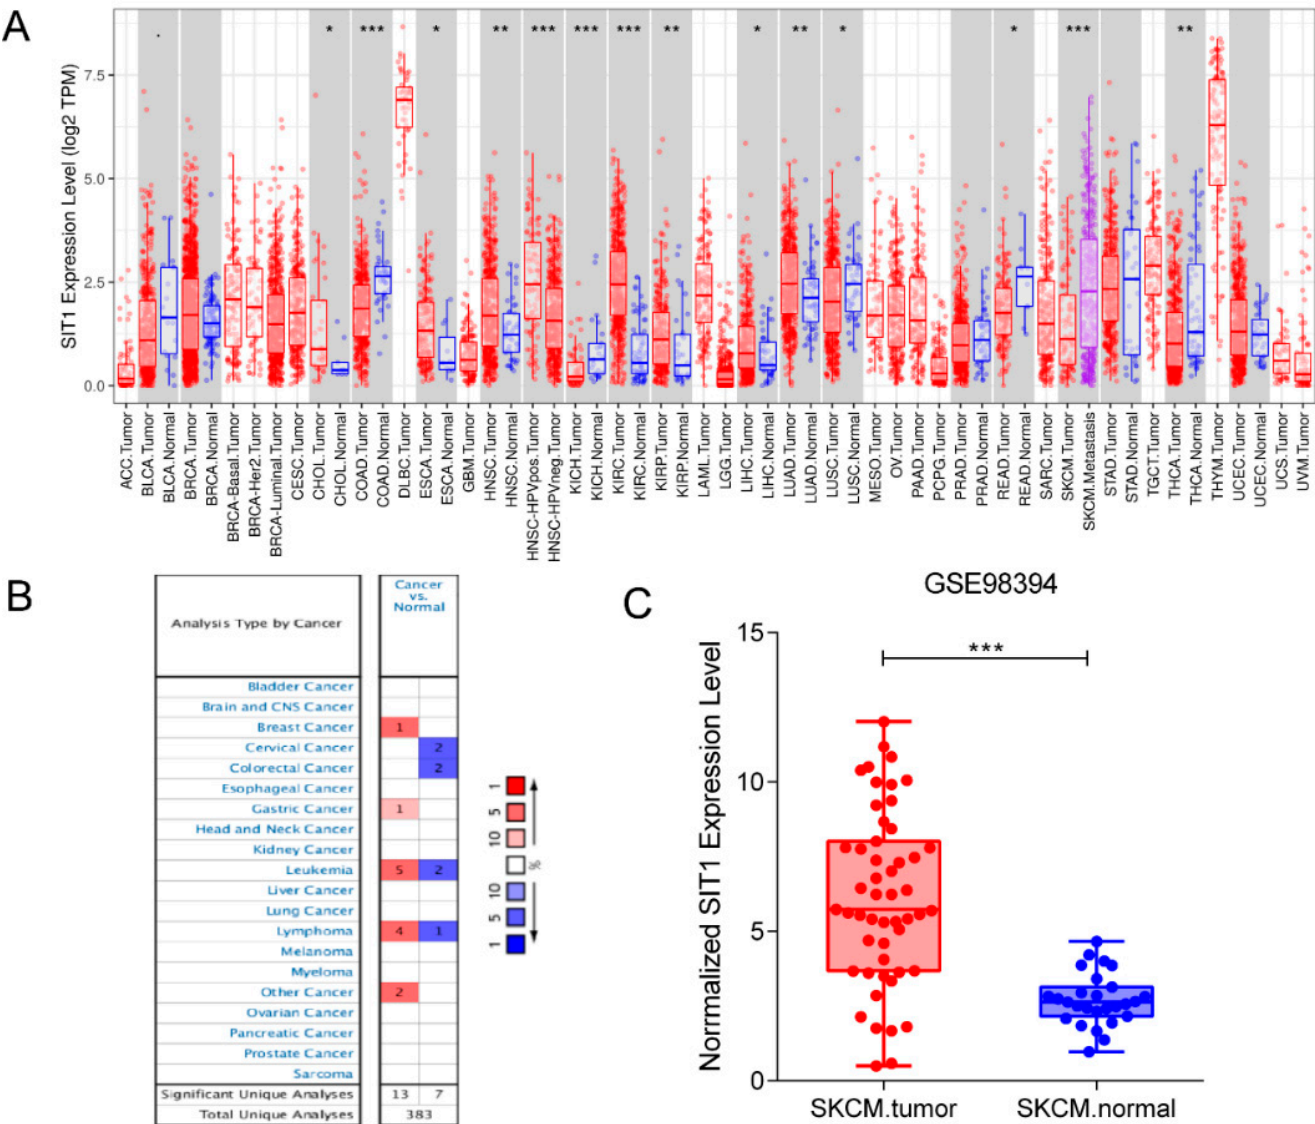 A
SIT1 Expression Level (log2 TPM)
7.5
5.0
2.5
0.0
. * *** * ** *** *** *** ** * ** * * *** **
ACC.Tumor
BLCA.Tumor
BLCA.Normal
BRCA.Tumor
BRCA.Normal
BRCA-Basal.Tumor
BRCA-Her2.Tumor
BRCA-Luminal.Tumor
CESC.Tumor
CHOL.Tumor
CHOL.Normal
COAD.Tumor
COAD.Normal
DLBC.Tumor
ESCA.Tumor
ESCA.Normal
GBM.Tumor
HNSC.Tumor
HNSC.Normal
HNSC-HPVpos.Tumor
HNSC-HPVneg.Tumor
KICH.Tumor
KICH.Normal
KIRC.Tumor
KIRC.Normal
KIRP.Tumor
KIRP.Normal
LAML.Tumor
LGG.Tumor
LIHC.Tumor
LIHC.Normal
LUAD.Tumor
LUAD.Normal
LUSC.Tumor
LUSC.Normal
MESO.Tumor
OV.Tumor
PAAD.Tumor
PCPG.Tumor
PRAD.Tumor
PRAD.Normal
READ.Tumor
READ.Normal
SARC.Tumor
SKCM.Tumor
SKCM.Metastasis
STAD.Tumor
STAD.Normal
TGCT.Tumor
THCA.Tumor
THCA.Normal
THYM.Tumor
UCEC.Tumor
UCEC.Normal
UCS.Tumor
UVM.Tumor
B
Analysis Type by Cancer
Cancer
vs.
Normal
Bladder Cancer
Brain and CNS Cancer
Breast Cancer 1
Cervical Cancer 2
Colorectal Cancer 2
Esophageal Cancer
Gastric Cancer 1
Head and Neck Cancer
Kidney Cancer
Leukemia 5 2
Liver Cancer
Lung Cancer
Lymphoma 4 1
Melanoma
Myeloma
Other Cancer 2
Ovarian Cancer
Pancreatic Cancer
Prostate Cancer
Sarcoma
Significant Unique Analyses 13 7
Total Unique Analyses 383
1
5
10
%
10
5
1
C
GSE98394
Norrmalized SIT1 Expression Level
15
10
5
0
***
SKCM.tumor
SKCM.normal